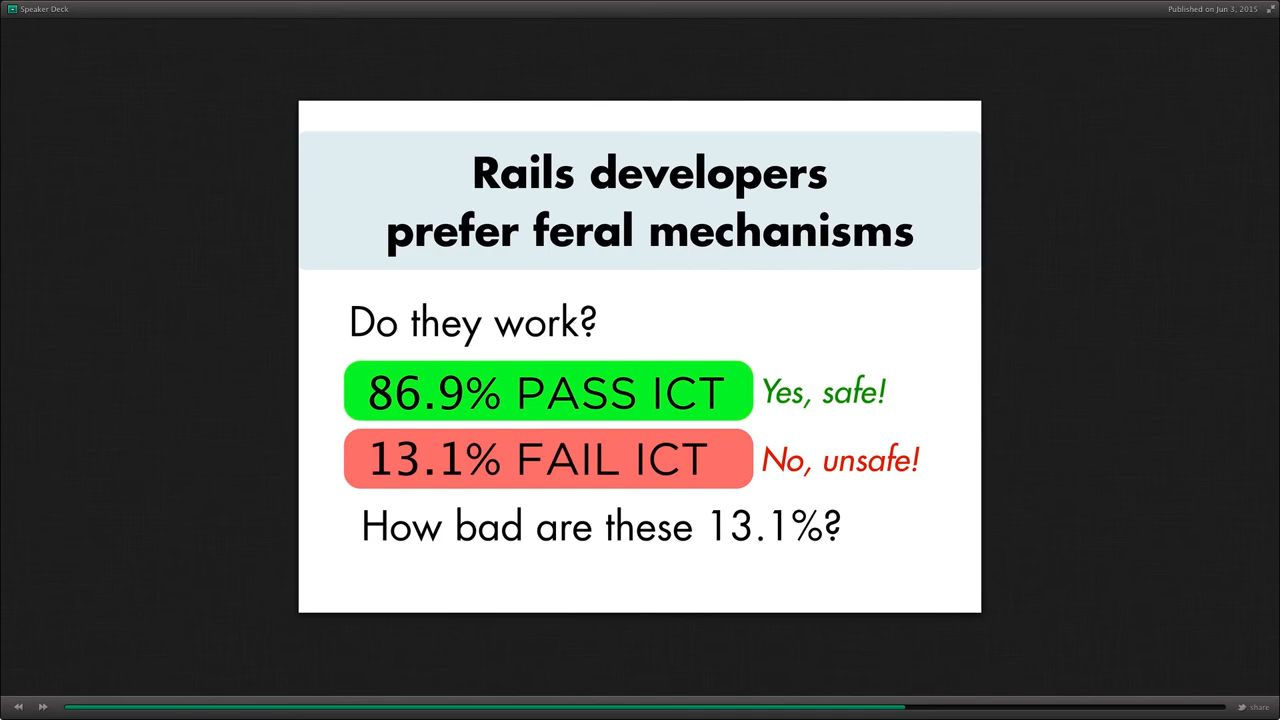 Speaker Deck
Published on Jun 3, 2015
Rails developers
prefer feral mechanisms
Do they work?
86.9% PASS ICT Yes, safe!
13.1% FAIL ICT No, unsafe!
How bad are these 13.1%?
share